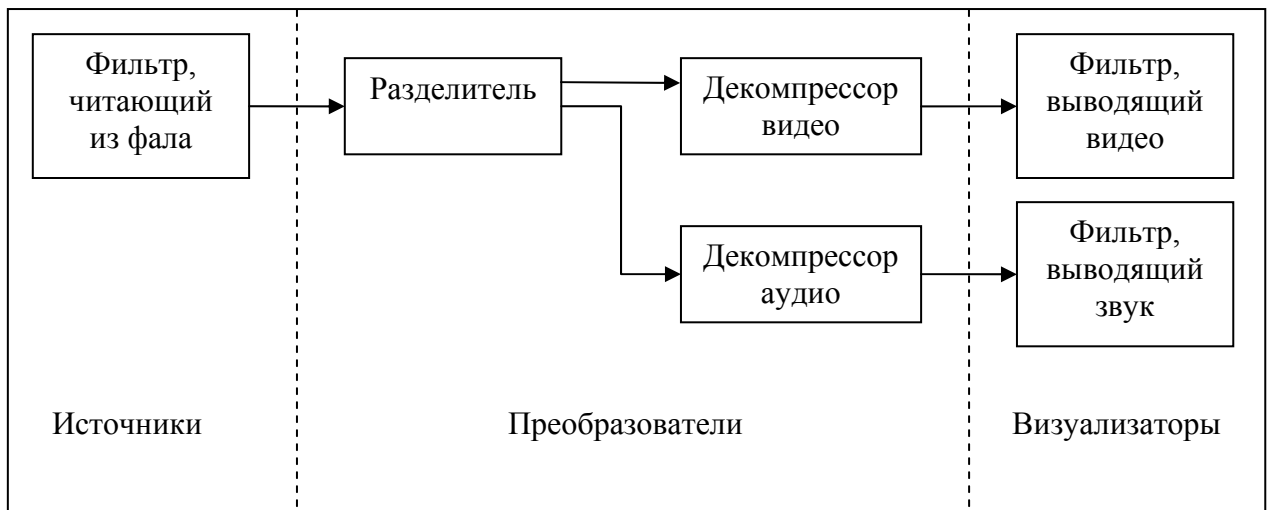 Фильтр,
читающий
из фала
Разделитель
Декомпрессор
видео
Фильтр,
выводящий
видео
Декомпрессор
аудио
Фильтр,
выводящий
звук
Источники
Преобразователи
Визуализаторы